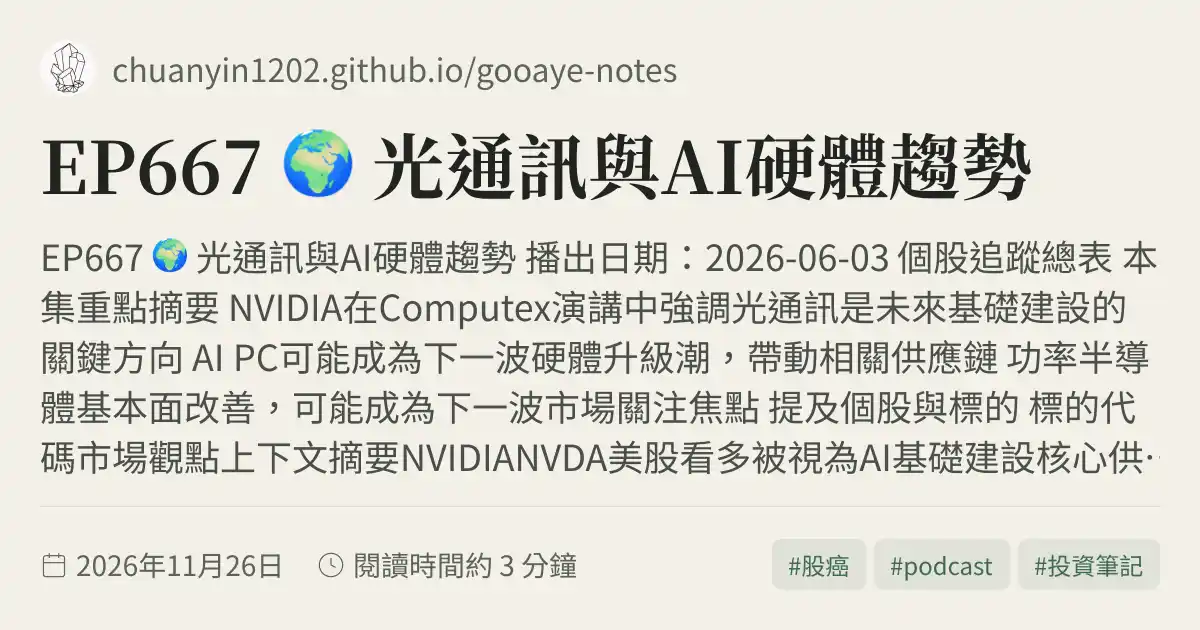 chuanyin1202.github.io/gooaye-notes
EP667 🌍 光通訊與AI硬體趨勢
EP667 🌍 光通訊與AI硬體趨勢 播出日期：2026-06-03 個股追蹤總表 本
集重點摘要 NVIDIA在Computex演講中強調光通訊是未來基礎建設的
關鍵方向 AI PC可能成為下一波硬體升級潮，帶動相關供應鏈 功率半導
體基本面改善，可能成為下一波市場關注焦點 提及個股與標的 標的代
碼市場觀點上下文摘要NVIDIANVDA美股看多被視為AI基礎建設核心供…
2026年11月26日 閱讀時間約 3 分鐘 #股癌 #podcast #投資筆記